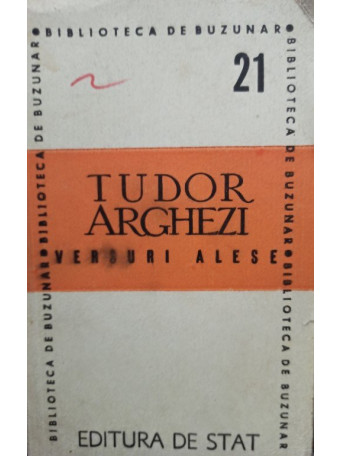 BIBLIOTECA DE BUZUNAR
21
TUDOR
ARGHEZI
VERSURI ALESE
EDITURA DE STAT
BIBLIOTECA DE BUZUNAR • BIBLIOTECA DE BUZUNAR
BIBLIOTECA DE BUZUNAR • BIBLIOTECA DE BUZUNAR